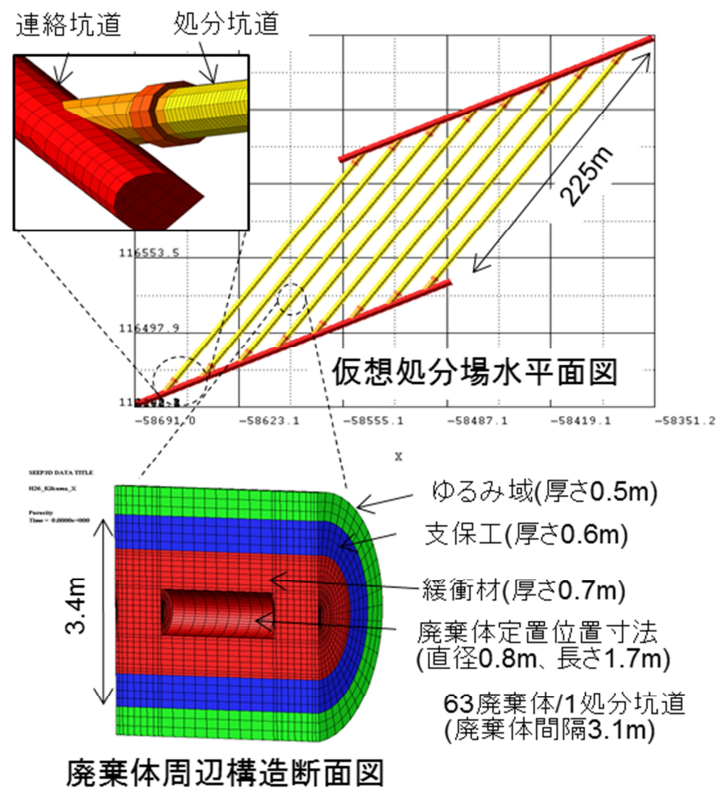 連絡坑道
処分坑道
225m
116553.5
116497.9
仮想処分場水平面図
-58691.0
-58623.1
-58555.1
-58487.1
-58419.1
-58351.2
X
SEEP3D DATA TITLE
H26_Kikuma_X
Porosity
Time = 0.0000e+000
ゆるみ域(厚さ0.5m)
支保工(厚さ0.6m)
3.4m
緩衝材(厚さ0.7m)
廃棄体定置位置寸法
(直径0.8m、長さ1.7m)
63廃棄体/1処分坑道
(廃棄体間隔3.1m)
廃棄体周辺構造断面図